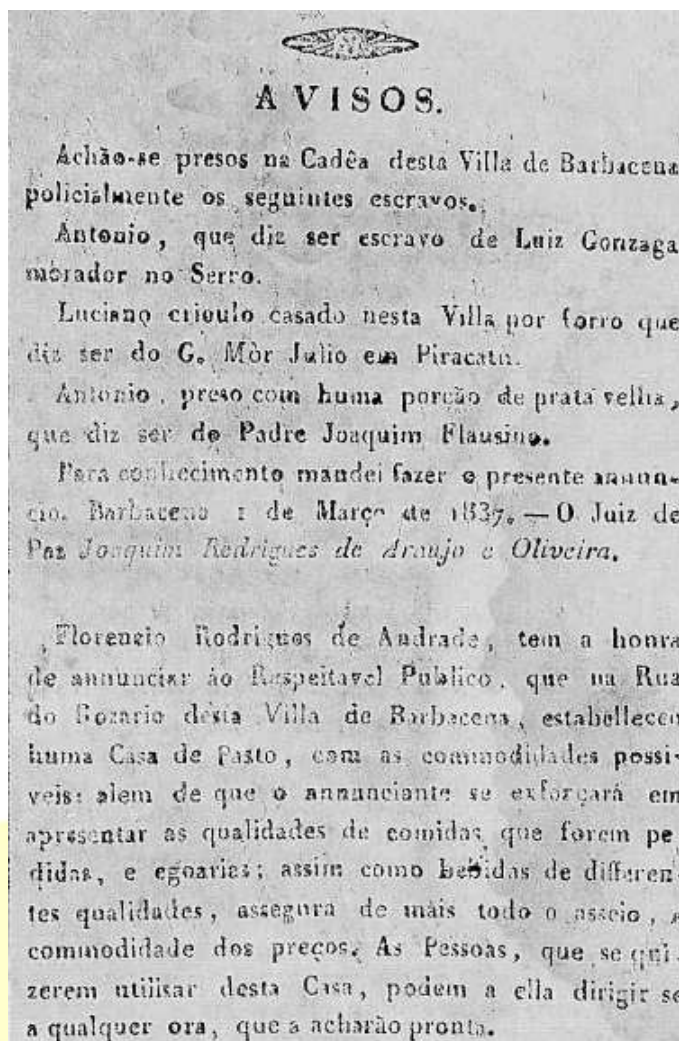 AVISOS.
Achão-se presos na Cadêa desta Villa de Barbacena
policialmente os seguintes escravos.
Antonio, que diz ser escravo de Luiz Gonzaga
morador no Serro.
Luciano crioulo casado nesta Villa por forro que
diz ser do G. Mòr Julio em Piracatu.
Antonio, preso com huma porção de prata velha,
que diz ser do Padre Joaquim Flausino.
Para conhecimento mandei fazer o presente annun-
cio. Barbacena 1 de Março de 1837. — O Juiz de
Paz Joaquim Rodrigues de Araujo e Oliveira.
Florencio Rodrigues de Andrade, tem a honra
de annunciar ao Respeitavel Publico, que na Rua
do Rozario desta Villa de Barbacena, estabelleceu
huma Casa de Pasto, com as commodidades possi-
veis: alem de que o annunciante se exforçará em
apresentar as qualidades de comidas que forem pe
didas, e egoarias; assim como bebidas de differen
tes qualidades, assegura de mais todo o asseio,
commodidade dos preços. As Pessoas, que se qui-
zerem utilisar desta Casa, podem a ella dirigir se
a qualquer ora, que a acharão pronta.